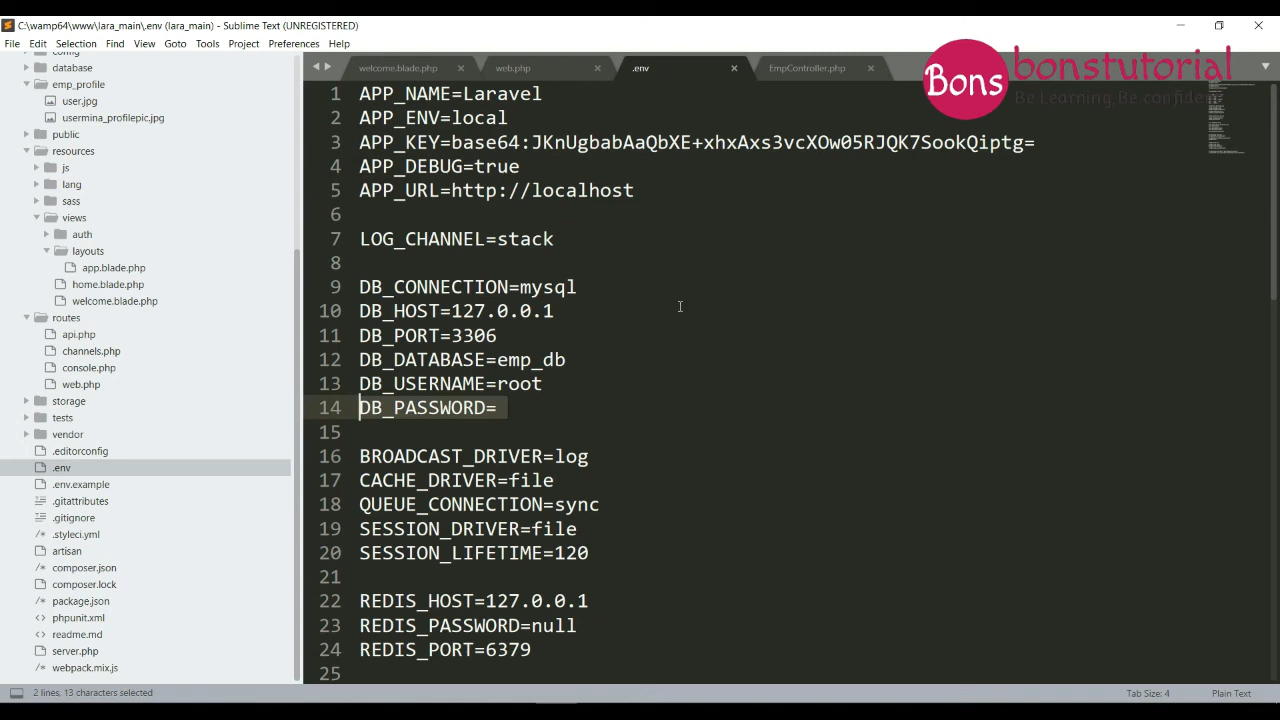 C:\wamp64\www\lara_main\.env (lara_main) - Sublime Text (UNREGISTERED)
File Edit Selection Find View Goto Tools Project Preferences Help
config
database
emp_profile
user.jpg
usermina_profilepic.jpg
public
resources
js
lang
sass
views
auth
layouts
app.blade.php
home.blade.php
welcome.blade.php
routes
api.php
channels.php
console.php
web.php
storage
tests
vendor
.editorconfig
.env
.env.example
.gitattributes
.gitignore
.styleci.yml
artisan
composer.json
composer.lock
package.json
phpunit.xml
readme.md
server.php
webpack.mix.js
welcome.blade.php web.php .env EmpController.php
Bons bonstutorial
Be Learning,Be confident
1 APP_NAME=Laravel
2 APP_ENV=local
3 APP_KEY=base64:JKnUgbabAaQbXE+xhxAxs3vcXOw05RJQK7SookQiptg=
4 APP_DEBUG=true
5 APP_URL=http://localhost
6
7 LOG_CHANNEL=stack
8
9 DB_CONNECTION=mysql
10 DB_HOST=127.0.0.1
11 DB_PORT=3306
12 DB_DATABASE=emp_db
13 DB_USERNAME=root
14 DB_PASSWORD=
15
16 BROADCAST_DRIVER=log
17 CACHE_DRIVER=file
18 QUEUE_CONNECTION=sync
19 SESSION_DRIVER=file
20 SESSION_LIFETIME=120
21
22 REDIS_HOST=127.0.0.1
23 REDIS_PASSWORD=null
24 REDIS_PORT=6379
25
2 lines, 13 characters selected
Tab Size: 4 Plain Text